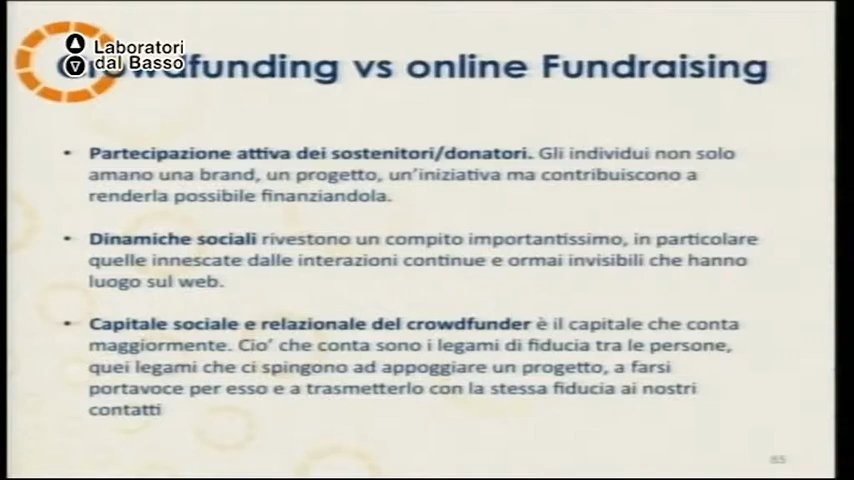 Laboratori
dal Basso
Crowdfunding vs online Fundraising
• Partecipazione attiva dei sostenitori/donatori. Gli individui non solo
amano una brand, un progetto, un'iniziativa ma contribuiscono a
renderla possibile finanziandola.
• Dinamiche sociali rivestono un compito importantissimo, in particolare
quelle innescate dalle interazioni continue e ormai invisibili che hanno
luogo sul web.
• Capitale sociale e relazionale del crowdfunder è il capitale che conta
maggiormente. Cio' che conta sono i legami di fiducia tra le persone,
quei legami che ci spingono ad appoggiare un progetto, a farsi
portavoce per esso e a trasmetterlo con la stessa fiducia ai nostri
contatti
85